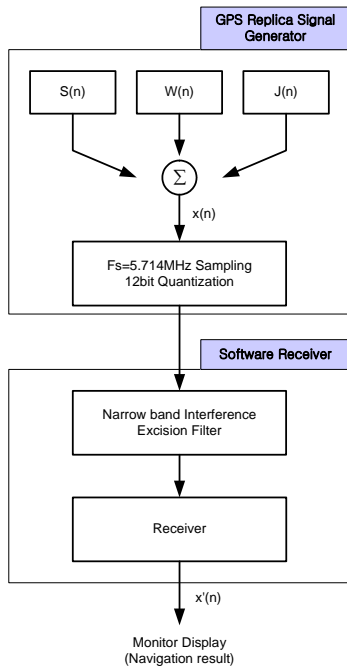 GPS Replica Signal
Generator
S(n)
W(n)
J(n)
Σ
x(n)
Fs=5.714MHz Sampling
12bit Quantization
Software Receiver
Narrow band Interference
Excision Filter
Receiver
x'(n)
Monitor Display
(Navigation result)